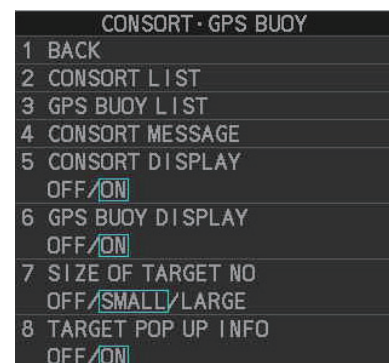 CONSORT・GPS BUOY
1 BACK
2 CONSORT LIST
3 GPS BUOY LIST
4 CONSORT MESSAGE
5 CONSORT DISPLAY
OFF/ON
6 GPS BUOY DISPLAY
OFF/ON
7 SIZE OF TARGET NO
OFF/SMALL/LARGE
8 TARGET POP UP INFO
OFF/ON